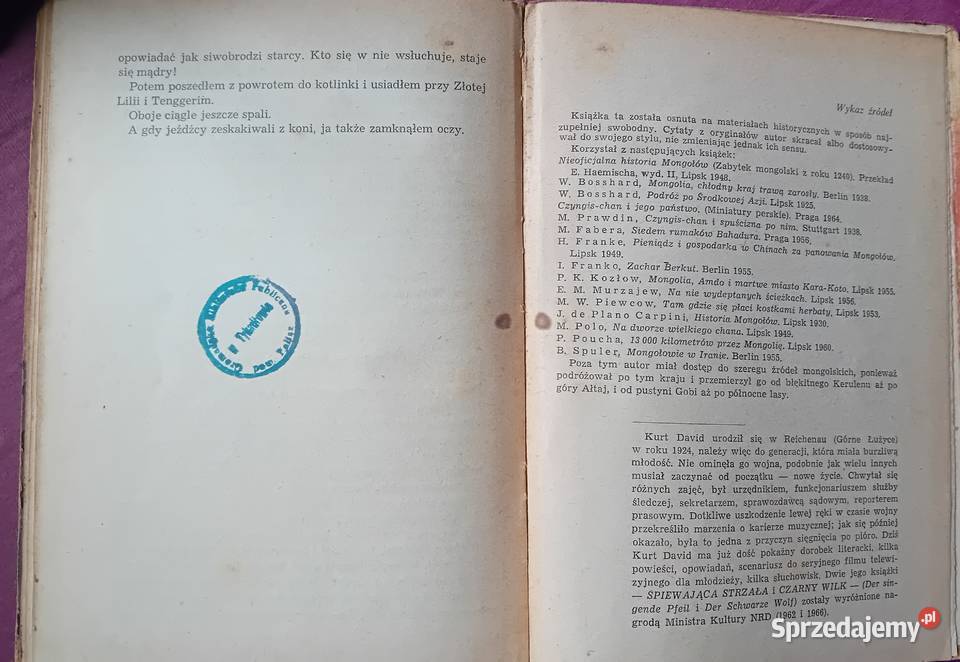 opowiadać jak siwobrodzi starcy. Kto się w nie wsłuchuje, staje
się mądry!
Potem poszedłem z powrotem do kotlinki i usiadłem przy Złotej
Lilii i Tenggerim.
Oboje ciągle jeszcze spali.
A gdy jeźdźcy zeskakiwali z koni, ja także zamknąłem oczy.
Gromadzka Biblioteka Publiczna
w
pow. Police
Wykaz źródeł
Książka ta została osnuta na materiałach historycznych w sposób naj-
zupełniej swobodny. Cytaty z oryginałów autor skracał albo dostosowy-
wał do swojego stylu, nie zmieniając jednak ich sensu.
Korzystał z następujących książek:
Nieoficjalna historia Mongołów (Zabytek mongolski z roku 1240). Przekład
E. Haemischa, wyd. II, Lipsk 1948.
W. Bosshard, Mongolia, chłodny kraj trawą zarosły. Berlin 1938.
W. Bosshard, Podróż po Środkowej Azji. Lipsk 1925.
Czyngis-chan i jego państwo, (Miniatury perskie). Praga 1964.
M. Prawdin, Czyngis-chan i spuścizna po nim. Stuttgart 1938.
M. Fabera, Siedem rumaków Bahadura. Praga 1956.
H. Franke, Pieniądz i gospodarka w Chinach za panowania Mongołów.
Lipsk 1949.
I. Franko, Zachar Berkut. Berlin 1955.
P. K. Kozłow, Mongolia, Amdo i martwe miasto Kara-Koto. Lipsk 1955.
E. M. Murzajew, Na nie wydeptanych ścieżkach. Lipsk 1956.
M. W. Piewcow, Tam gdzie się płaci kostkami herbaty, Lipsk 1953.
J. de Plano Carpini, Historia Mongołów. Lipsk 1930.
M. Polo, Na dworze wielkiego chana. Lipsk 1949.
P. Poucha, 13 000 kilometrów przez Mongolię. Lipsk 1960.
B. Spuler, Mongołowie w Iranie. Berlin 1955.
Poza tym autor miał dostęp do szeregu źródeł mongolskich, ponieważ
podróżował po tym kraju i przemierzył go od błękitnego Kerulenu aż po
góry Ałtaj, i od pustyni Gobi aż po północne lasy.
Kurt David urodził się w Reichenau (Górne Łużyce)
w roku 1924, należy więc do generacji, która miała burzliwą
młodość. Nie ominęła go wojna, podobnie jak wielu innych
musiał zaczynać od początku — nowe życie. Chwytał się
różnych zajęć, był urzędnikiem, funkcjonariuszem służby
śledczej, sekretarzem, sprawozdawcą sądowym, reporterem
prasowym. Dotkliwe uszkodzenie lewej ręki w czasie wojny
przekreśliło marzenia o karierze muzycznej; jak się później
okazało, była to jedna z przyczyn sięgnięcia po pióro. Dziś
Kurt David ma już dość pokaźny dorobek literacki, kilka
powieści, opowiadań, scenariusz do seryjnego filmu telewi-
zyjnego dla młodzieży, kilka słuchowisk. Dwie jego książki
— ŚPIEWAJĄCA STRZAŁA i CZARNY WILK — (Der sin-
gende Pfeil i Der Schwarze Wolf) zostały wyróżnione na-
grodą Ministra Kultury NRD (1962 i 1966).
Sprzedajemy.pl